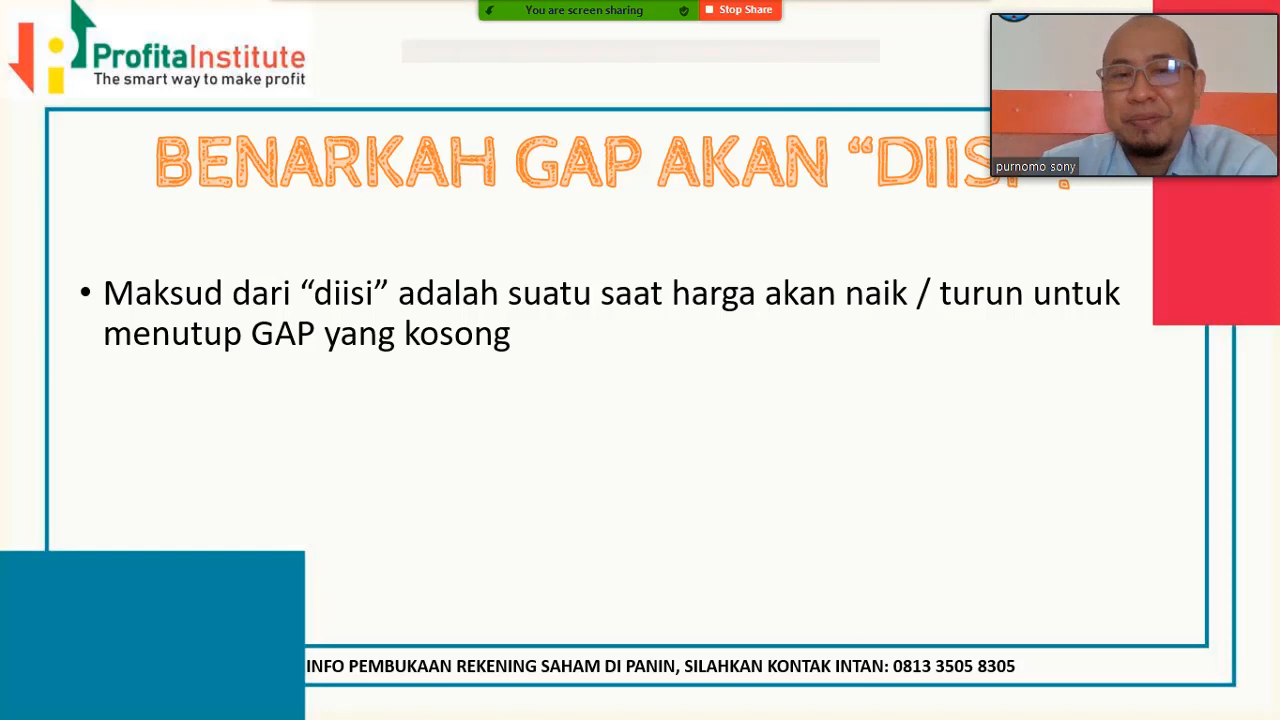 You are screen sharing
Stop Share
ProfitaInstitute
The smart way to make profit
purnomo sony
BENARKAH GAP AKAN “DIISI”?
• Maksud dari “diisi” adalah suatu saat harga akan naik / turun untuk
menutup GAP yang kosong
INFO PEMBUKAAN REKENING SAHAM DI PANIN, SILAHKAN KONTAK INTAN: 0813 3505 8305